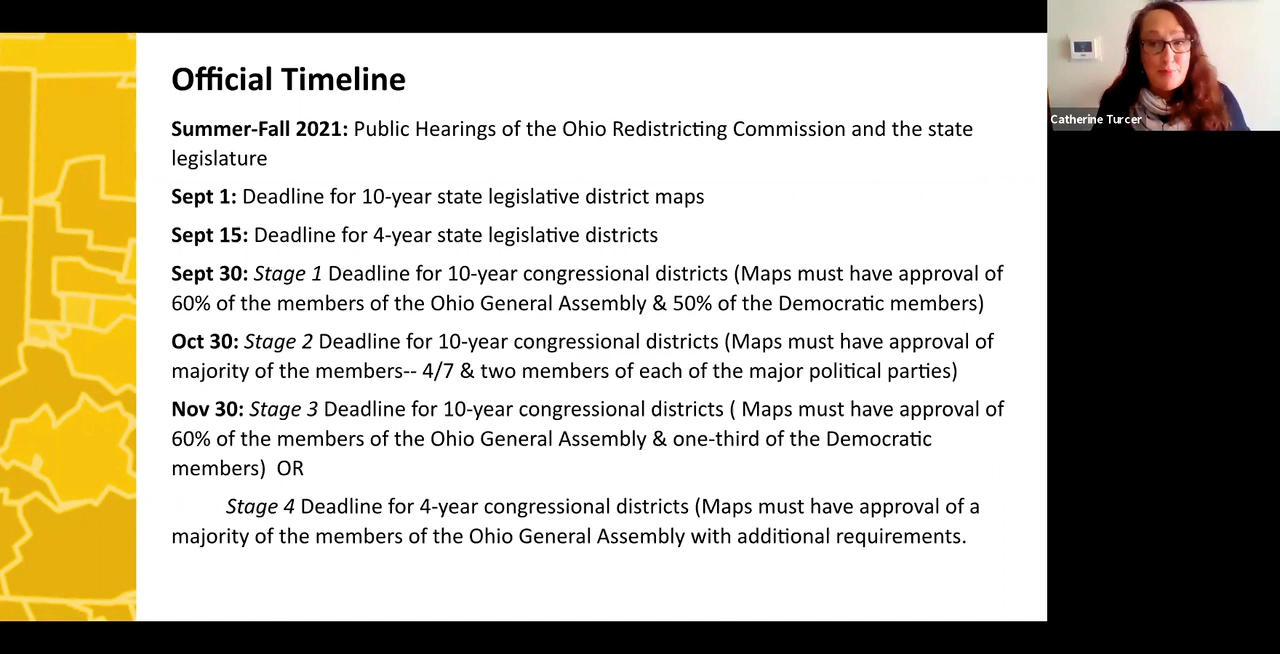 Official Timeline
Summer-Fall 2021: Public Hearings of the Ohio Redistricting Commission and the state
legislature
Sept 1: Deadline for 10-year state legislative district maps
Sept 15: Deadline for 4-year state legislative districts
Sept 30: Stage 1 Deadline for 10-year congressional districts (Maps must have approval of
60% of the members of the Ohio General Assembly & 50% of the Democratic members)
Oct 30: Stage 2 Deadline for 10-year congressional districts (Maps must have approval of
majority of the members-- 4/7 & two members of each of the major political parties)
Nov 30: Stage 3 Deadline for 10-year congressional districts ( Maps must have approval of
60% of the members of the Ohio General Assembly & one-third of the Democratic
members) OR
Stage 4 Deadline for 4-year congressional districts (Maps must have approval of a
majority of the members of the Ohio General Assembly with additional requirements.
Catherine Turcer